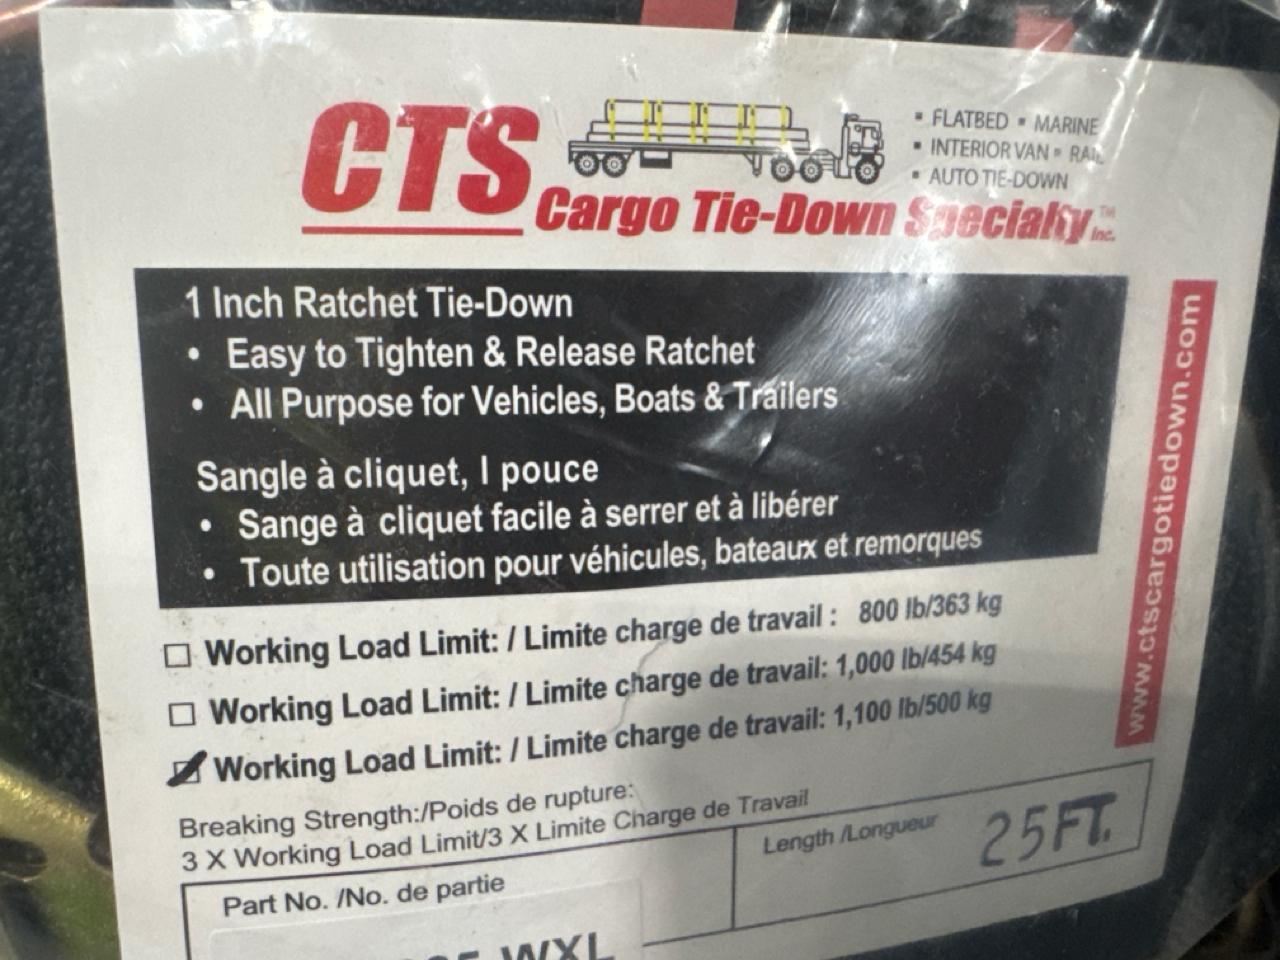 CTS
▪ FLATBED ▪ MARINE
▪ INTERIOR VAN ▪ RAIL
▪ AUTO TIE-DOWN
Cargo Tie-Down Specialty™ Inc.
1 Inch Ratchet Tie-Down
• Easy to Tighten & Release Ratchet
• All Purpose for Vehicles, Boats & Trailers
Sangle à cliquet, I pouce
• Sange à cliquet facile à serrer et à libérer
• Toute utilisation pour véhicules, bateaux et remorques
www.ctscargotiedown.com
☐ Working Load Limit: / Limite charge de travail : 800 lb/363 kg
☐ Working Load Limit: / Limite charge de travail: 1,000 lb/454 kg
☑ Working Load Limit: / Limite charge de travail: 1,100 lb/500 kg
Breaking Strength:/Poids de rupture:
3 X Working Load Limit/3 X Limite Charge de Travail
Length /Longueur 25FT.
Part No. /No. de partie
WXL